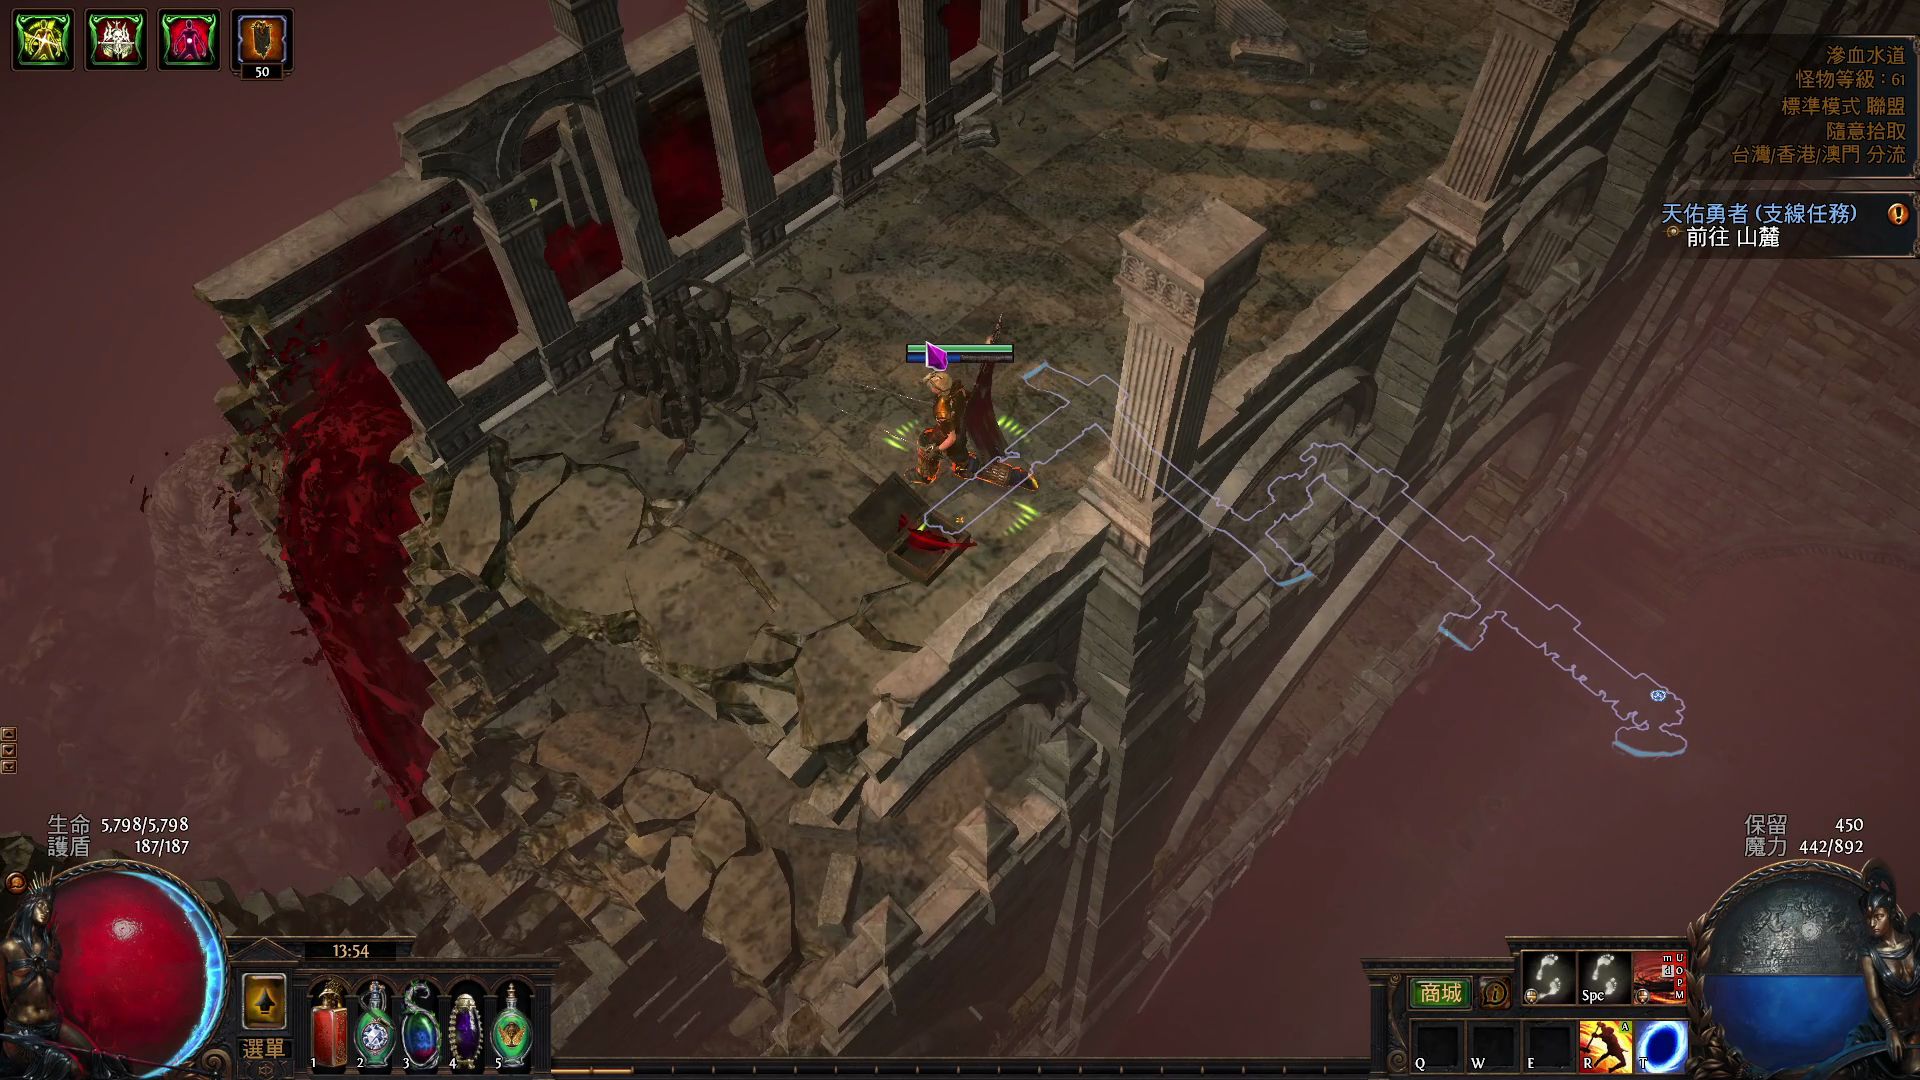 50
滲血水道
怪物等級：61
標準模式 聯盟
隨意拾取
台灣/香港/澳門 分流
天佑勇者 (支線任務)
前往 山麓
生命 5,798/5,798
護盾 187/187
保留 450
魔力 442/892
13:54
選單
1 2 3 4 5
商城
Spc
m U
d O
P
M
Q W E R T
A